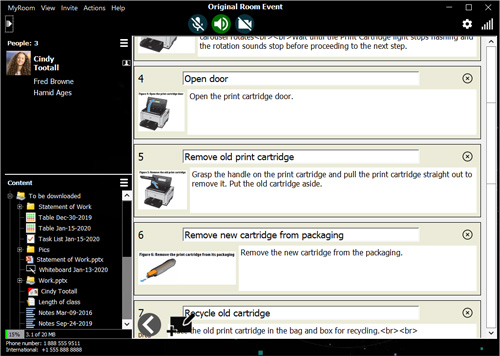 MyRoom View Invite Actions Help
Original Room Event
People: 3
Cindy
Tootall
Fred Browne
Hamid Ages
Content
To be downloaded
Statement of Work
Table Dec-30-2019
Table Jan-15-2020
Task List Jan-15-2020
Pics
Statement of Work.pptx
Whiteboard Jan-13-2020
Work.pptx
Cindy Tootall
Length of class
Notes Mar-09-2016
Notes Sep-24-2019
15% 3.1 of 20 MB
Phone number: 1 888 555 9511
International: +1 555 888 8888
carousel rotates<br><br>Wait until the Print Cartridge light stops flashing and
the rotation sounds stop before proceeding to the next step.
4 Open door
Figure 4: Open the print cartridge door
Open the print cartridge door.
5 Remove old print cartridge
Grasp the handle on the print cartridge and pull the print cartridge straight out to
remove it. Put the old cartridge aside.
6 Remove new cartridge from packaging
Figure 6: Remove the print cartridge from its packaging
Remove the new cartridge from the packaging.
7 Recycle old cartridge
the old print cartridge in the bag and box for recycling.<br><br>